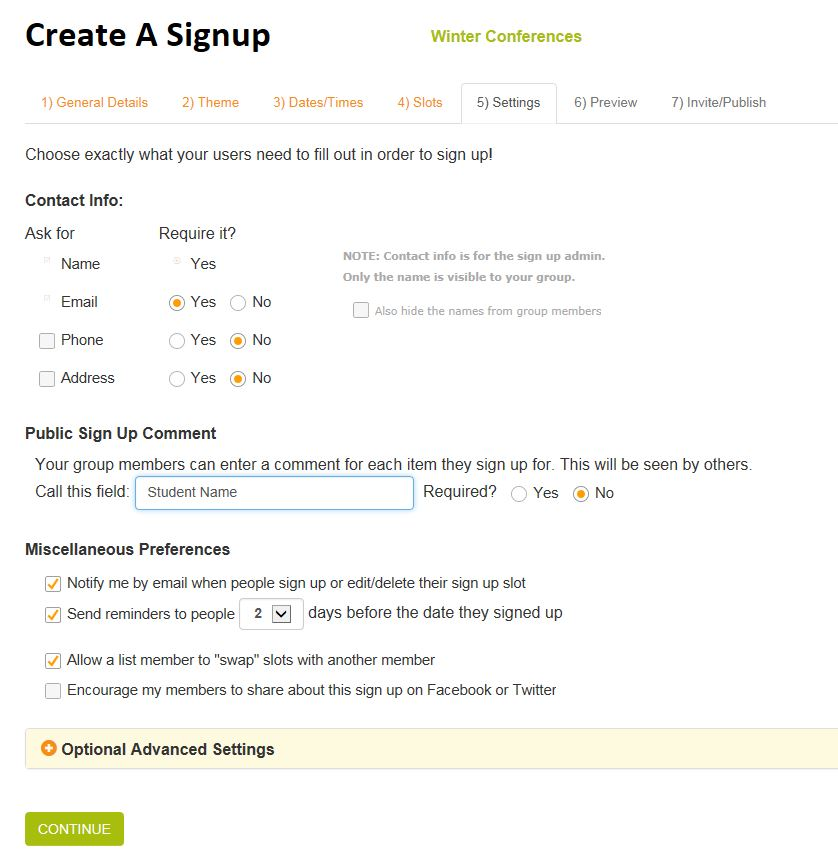 Create A Signup
Winter Conferences
1) General Details 2) Theme 3) Dates/Times 4) Slots 5) Settings 6) Preview 7) Invite/Publish
Choose exactly what your users need to fill out in order to sign up!
Contact Info:
Ask for Require it?
Name Yes
NOTE: Contact info is for the sign up admin.
Only the name is visible to your group.
Email Yes No
Also hide the names from group members
Phone Yes No
Address Yes No
Public Sign Up Comment
Your group members can enter a comment for each item they sign up for. This will be seen by others.
Call this field: Student Name Required? Yes No
Miscellaneous Preferences
Notify me by email when people sign up or edit/delete their sign up slot
Send reminders to people 2 days before the date they signed up
Allow a list member to "swap" slots with another member
Encourage my members to share about this sign up on Facebook or Twitter
Optional Advanced Settings
CONTINUE